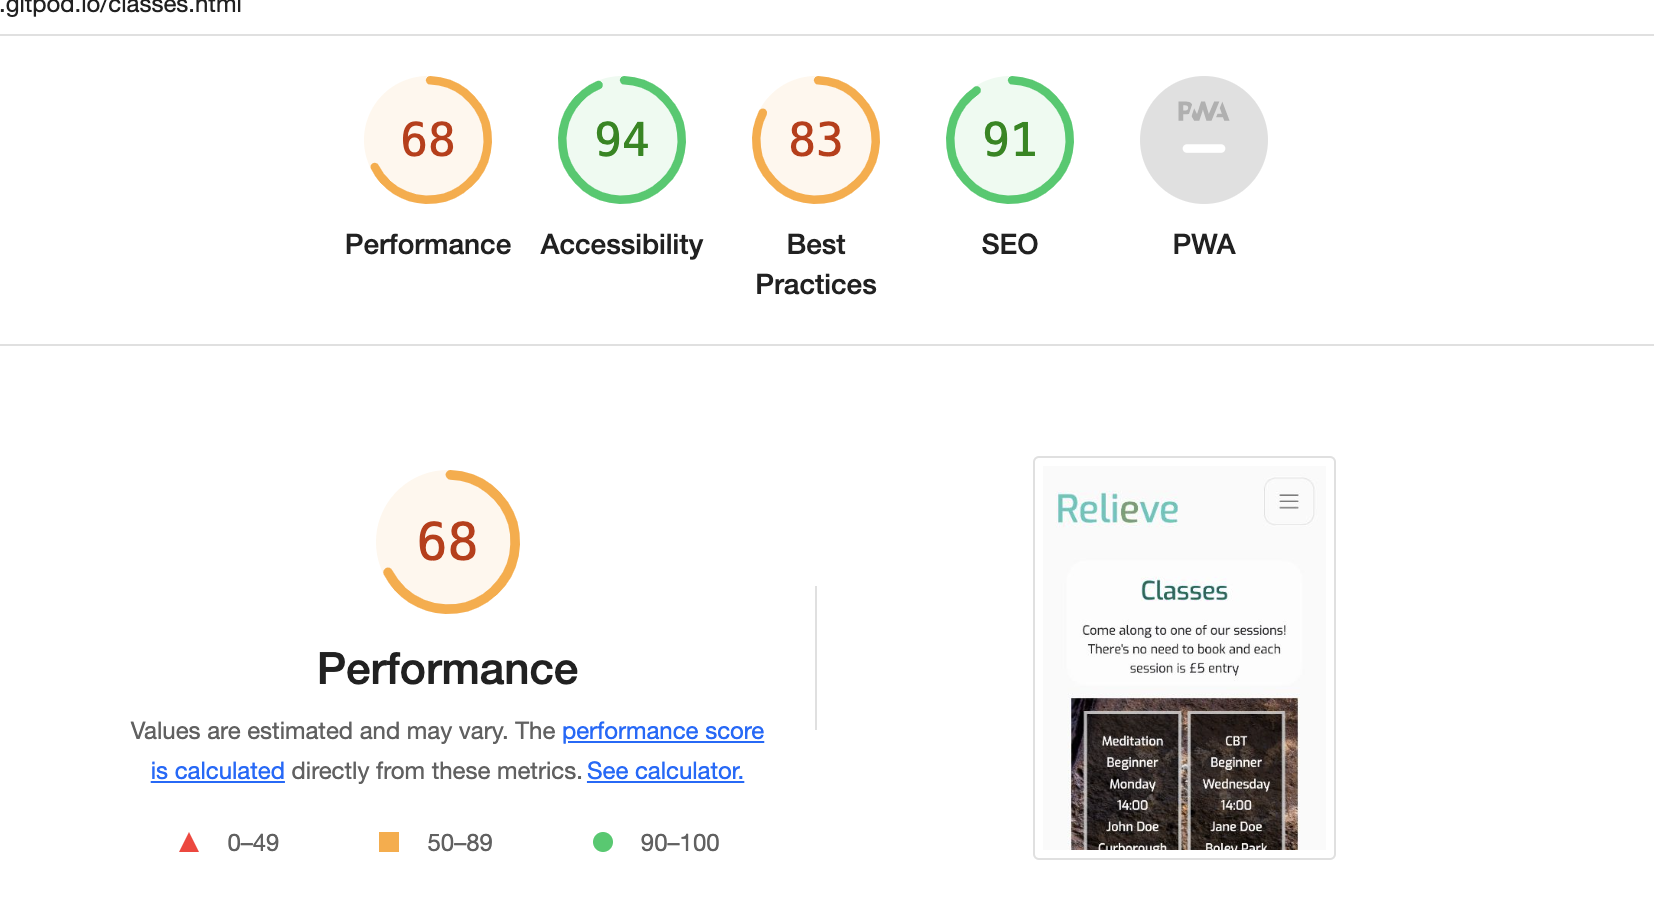 .gitpod.io/classes.html
68
94
83
91
PWA
Performance
Accessibility
Best
Practices
SEO
PWA
68
Performance
Values are estimated and may vary. The performance score
is calculated directly from these metrics. See calculator.
0–49
50–89
90–100
Relieve
Classes
Come along to one of our sessions!
There's no need to book and each
session is £5 entry
Meditation
Beginner
Monday
14:00
John Doe
Curborough
CBT
Beginner
Wednesday
14:00
Jane Doe
Boley Park